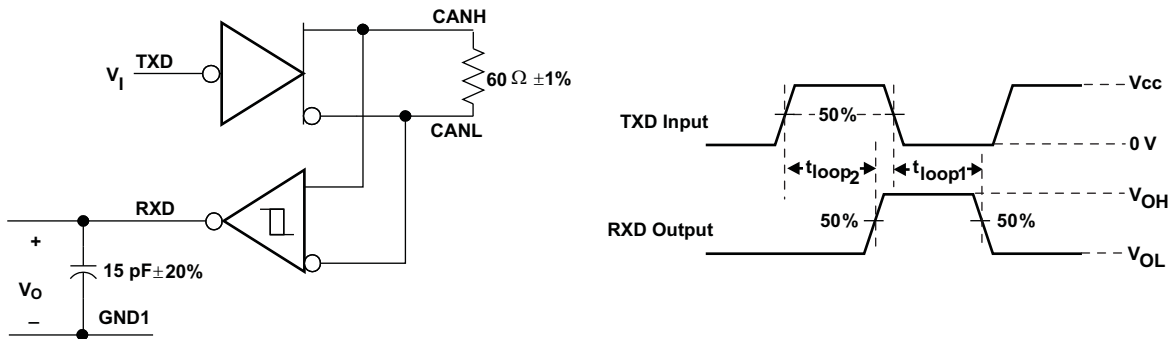 CANH
TXD
V_I
60 Ω ±1%
CANL
RXD
+
15 pF±20%
V_O
–
GND1
Vcc
50%
TXD Input
0 V
t_loop2
t_loop1
V_OH
50%
50%
RXD Output
V_OL